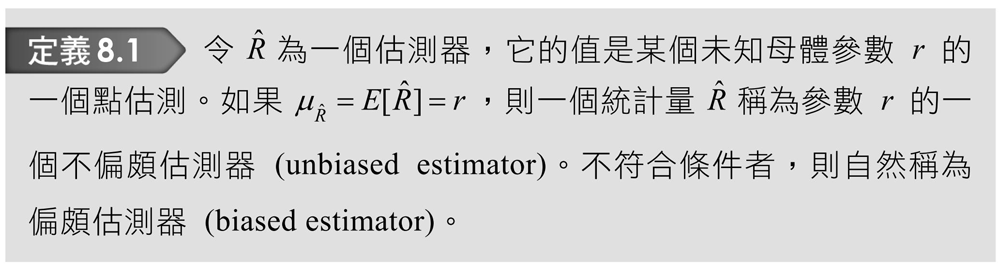 定義 8.1 令 R̂ 為一個估測器，它的值是某個未知母體參數 r 的
一個點估測。如果 μ_R̂ = E[R̂] = r ，則一個統計量 R̂ 稱為參數 r 的一
個不偏頗估測器 (unbiased estimator)。不符合條件者，則自然稱為
偏頗估測器 (biased estimator)。